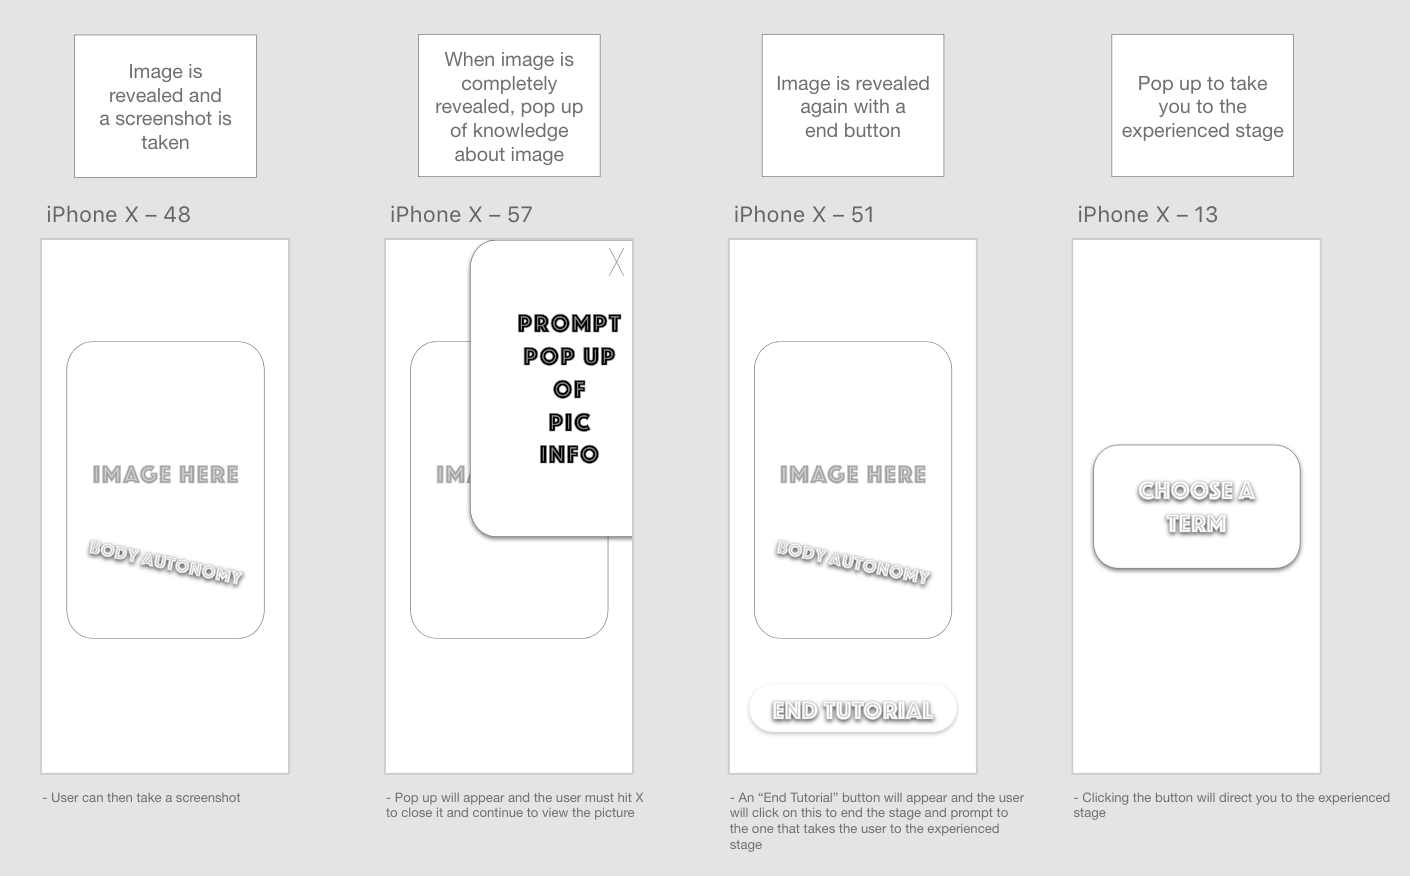 Image is
revealed and
a screenshot is
taken
When image is
completely
revealed, pop up
of knowledge
about image
Image is revealed
again with a
end button
Pop up to take
you to the
experienced stage
iPhone X – 48
iPhone X – 57
iPhone X – 51
iPhone X – 13
IMAGE HERE
BODY AUTONOMY
X
PROMPT
POP UP
OF
PIC
INFO
IMA
IMAGE HERE
BODY AUTONOMY
END TUTORIAL
CHOOSE A
TERM
- User can then take a screenshot
- Pop up will appear and the user must hit X
to close it and continue to view the picture
- An “End Tutorial” button will appear and the user
will click on this to end the stage and prompt to
the one that takes the user to the experienced
stage
- Clicking the button will direct you to the experienced
stage